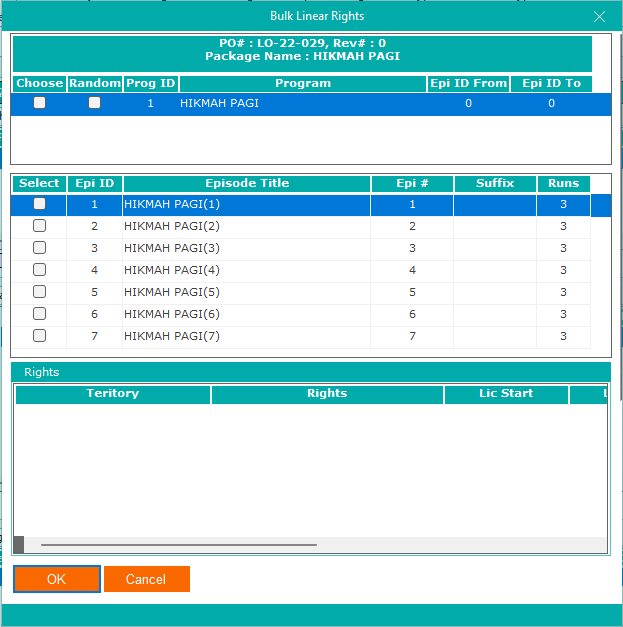 Bulk Linear Rights
PO# : LO-22-029, Rev# : 0
Package Name : HIKMAH PAGI
Choose Random Prog ID Program Epi ID From Epi ID To
1 HIKMAH PAGI 0 0
Select Epi ID Episode Title Epi # Suffix Runs
1 HIKMAH PAGI(1) 1 3
2 HIKMAH PAGI(2) 2 3
3 HIKMAH PAGI(3) 3 3
4 HIKMAH PAGI(4) 4 3
5 HIKMAH PAGI(5) 5 3
6 HIKMAH PAGI(6) 6 3
7 HIKMAH PAGI(7) 7 3
Rights
Teritory Rights Lic Start
OK Cancel